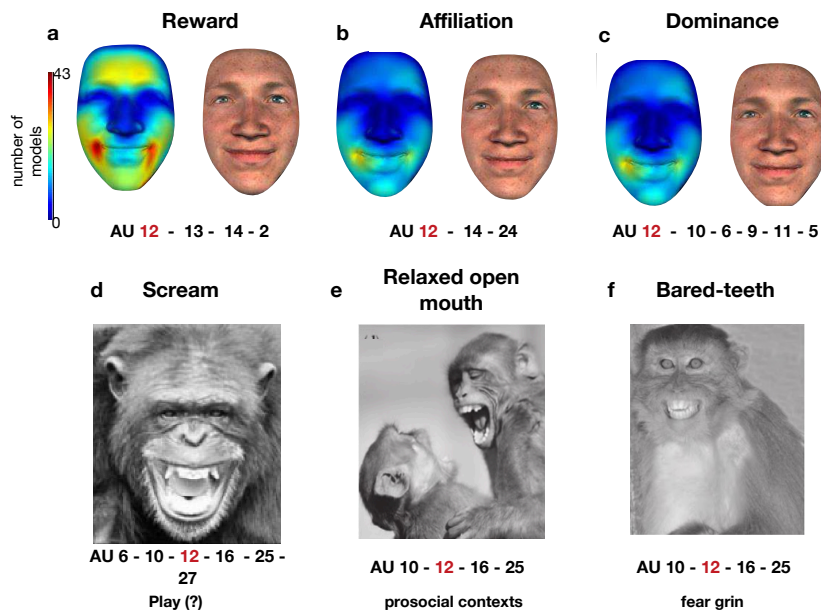 Reward
Affiliation
Dominance
a
b
c
43
number of
models
0
AU 12 - 13 - 14 - 2
AU 12 - 14 - 24
AU 12 - 10 - 6 - 9 - 11 - 5
d Scream
e Relaxed open
mouth
f Bared-teeth
AU 6 - 10 - 12 - 16 - 25 -
27
AU 10 - 12 - 16 - 25
AU 10 - 12 - 16 - 25
Play (?)
prosocial contexts
fear grin